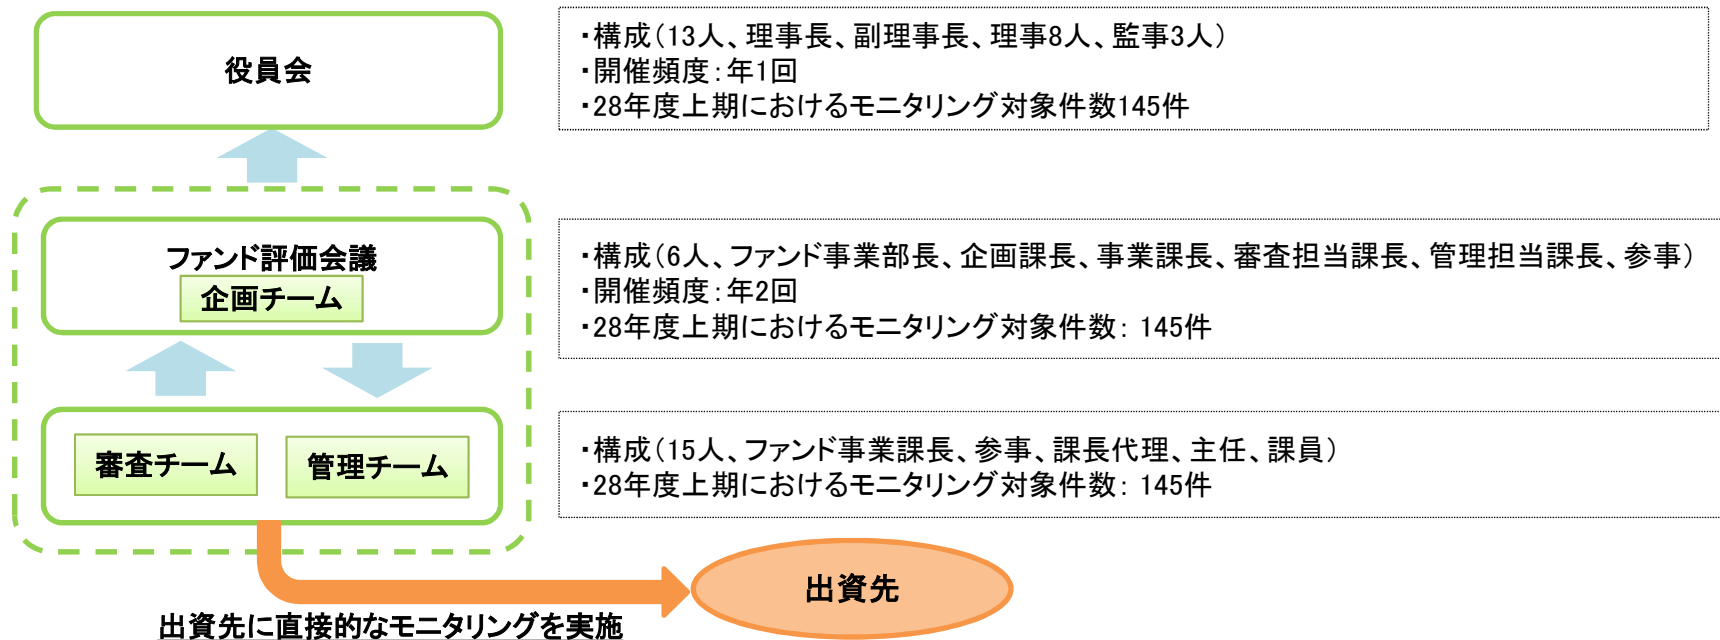 役員会
・構成(13人、理事長、副理事長、理事8人、監事3人)
・開催頻度:年1回
・28年度上期におけるモニタリング対象件数145件
ファンド評価会議
企画チーム
・構成(6人、ファンド事業部長、企画課長、事業課長、審査担当課長、管理担当課長、参事)
・開催頻度:年2回
・28年度上期におけるモニタリング対象件数: 145件
審査チーム
管理チーム
・構成(15人、ファンド事業課長、参事、課長代理、主任、課員)
・28年度上期におけるモニタリング対象件数: 145件
出資先
出資先に直接的なモニタリングを実施